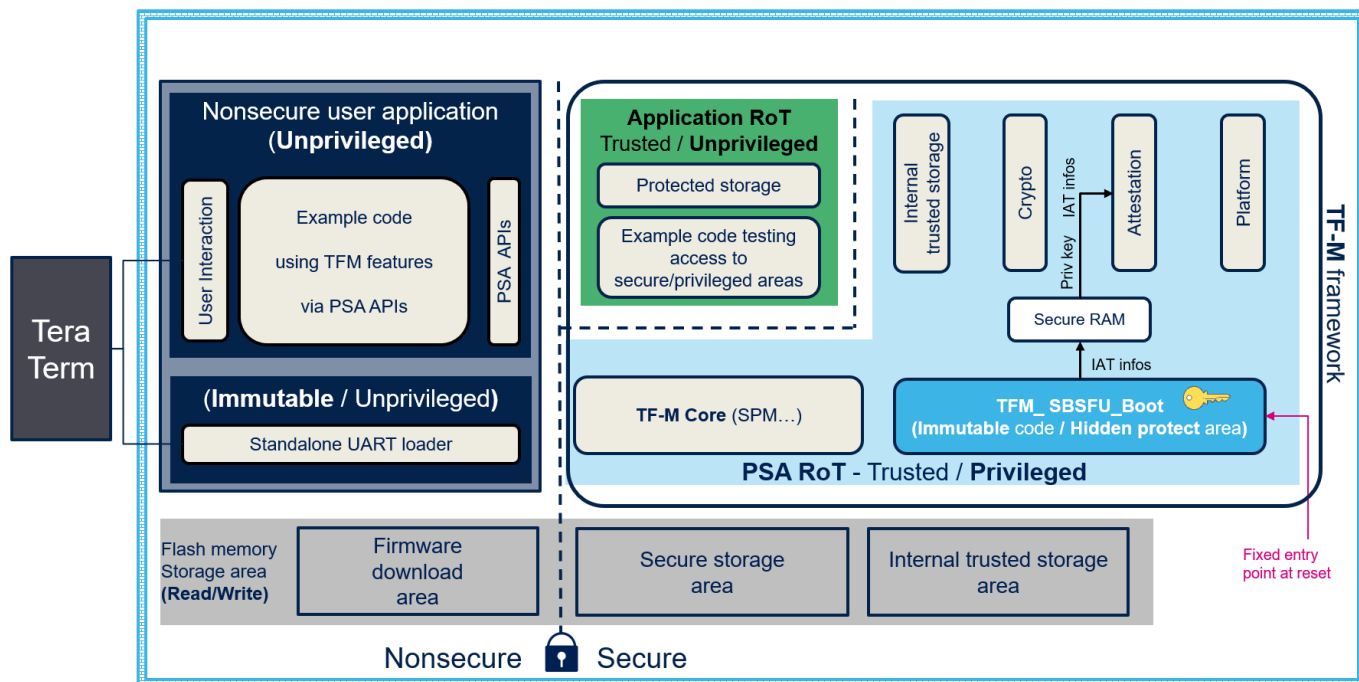 Tera
Term
Nonsecure user application
(Unprivileged)
User Interaction
Example code
using TFM features
via PSA APIs
PSA APIs
(Immutable / Unprivileged)
Standalone UART loader
Application RoT
Trusted / Unprivileged
Protected storage
Example code testing
access to
secure/privileged areas
Internal
trusted storage
Crypto
Priv key
IAT infos
Attestation
Platform
Secure RAM
IAT infos
TF-M Core (SPM…)
TFM_ SBSFU_Boot
(Immutable code / Hidden protect area)
PSA RoT - Trusted / Privileged
TF-M framework
Fixed entry
point at reset
Flash memory
Storage area
(Read/Write)
Firmware
download
area
Secure storage
area
Internal trusted storage
area
Nonsecure
Secure